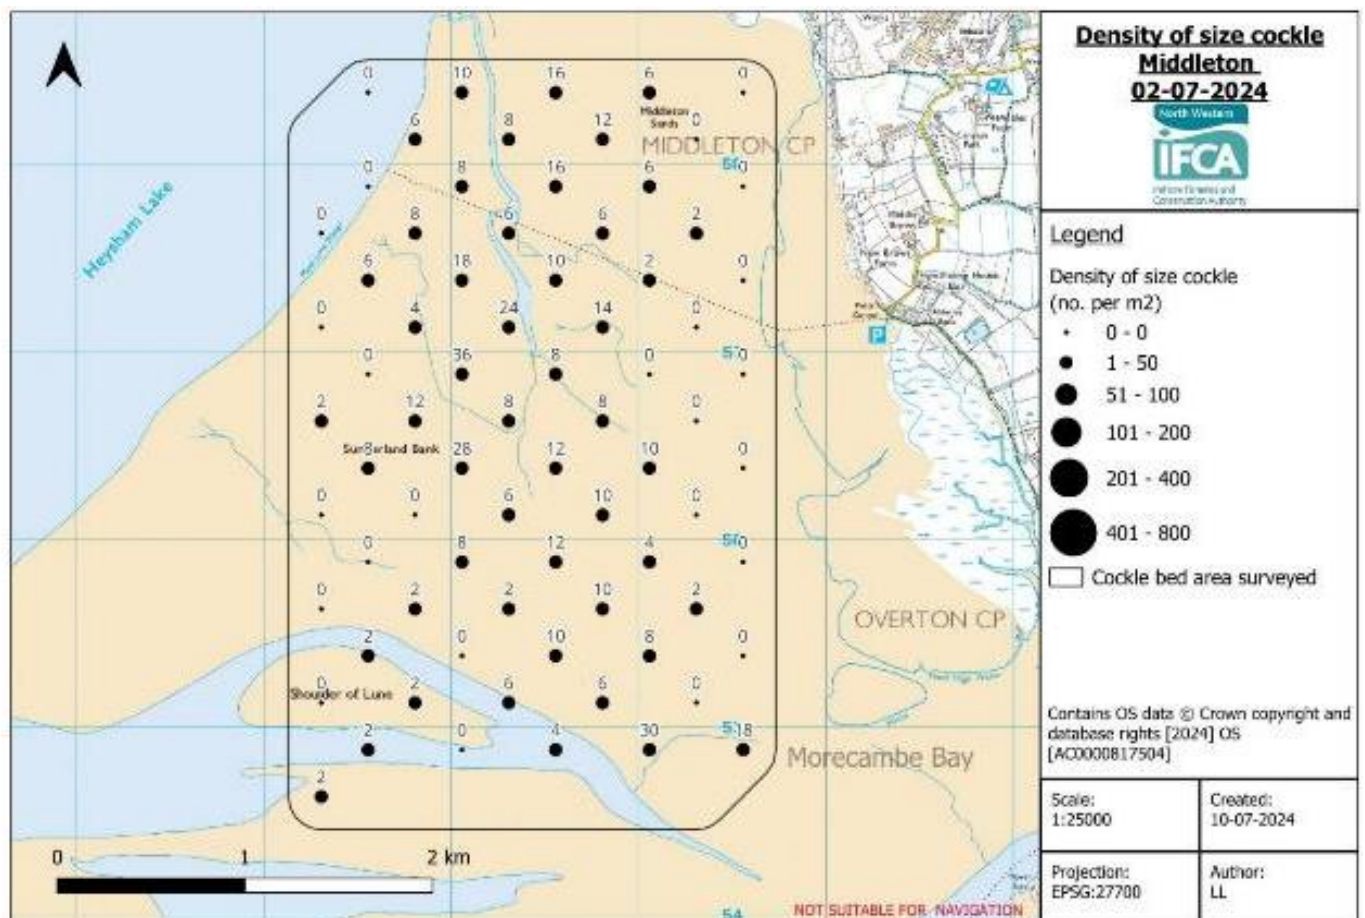 Density of size cockle
Middleton
02-07-2024
North Western
IFCA
Inshore Fisheries and
Conservation Authority
Legend
Density of size cockle
(no. per m2)
0 - 0
1 - 50
51 - 100
101 - 200
201 - 400
401 - 800
Cockle bed area surveyed
Contains OS data © Crown copyright and
database rights [2024] OS
[AC0000817504]
Scale:
1:25000
Created:
10-07-2024
Projection:
EPSG:27700
Author:
LL
0 10 16 6 0
Middleton
Sands
6 8 12 0
MIDDLETON CP
0 8 16 6 0
Heysham Lake
0 8 6 6 2
6 18 10 2 0
0 4 24 14 0
P
0 36 8 0 0
2 12 8 8 0
Sunderland Bank
8 28 12 10 0
0 0 6 10 0
0 8 12 4 0
0 2 2 10 2
OVERTON CP
2 0 10 8 0
0 2 6 6 0
Shoulder of Lune
2 0 4 30 18
Morecambe Bay
2
0 1 2 km
54
NOT SUITABLE FOR NAVIGATION